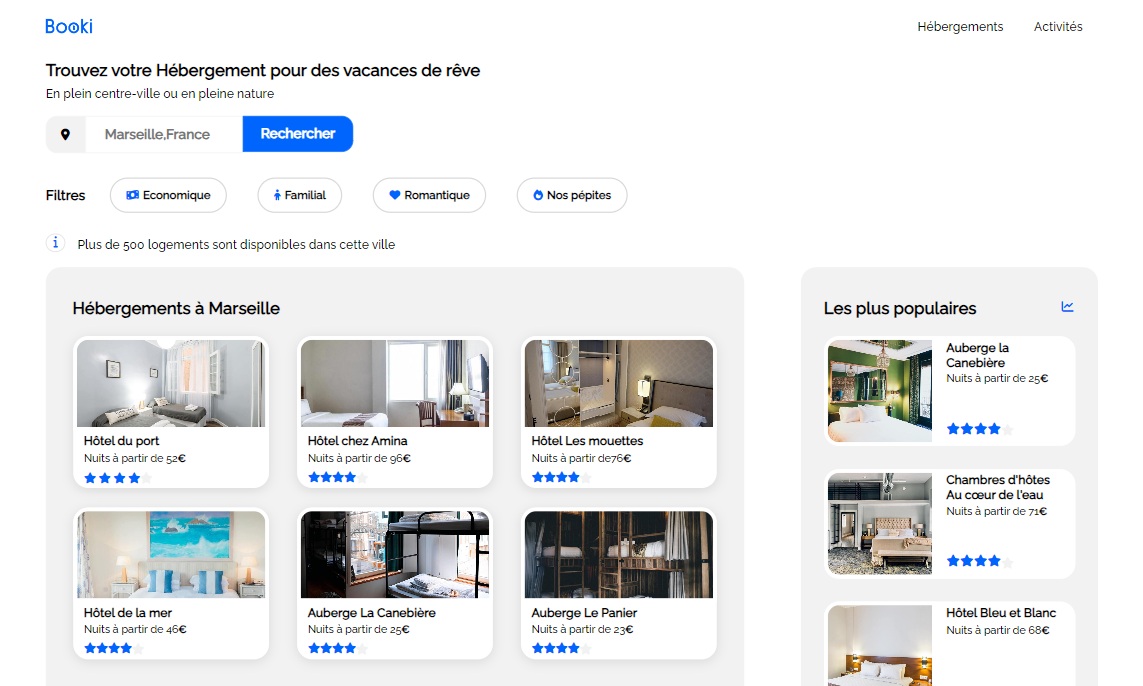 Booki
Hébergements
Activités
Trouvez votre Hébergement pour des vacances de rêve
En plein centre-ville ou en pleine nature
Marseille,France
Rechercher
Filtres
Economique
Familial
Romantique
Nos pépites
Plus de 500 logements sont disponibles dans cette ville
Hébergements à Marseille
Hôtel du port
Nuits à partir de 52€
Hôtel chez Amina
Nuits à partir de 96€
Hôtel Les mouettes
Nuits à partir de76€
Hôtel de la mer
Nuits à partir de 46€
Auberge La Canebière
Nuits à partir de 25€
Auberge Le Panier
Nuits à partir de 23€
Les plus populaires
Auberge la
Canebière
Nuits à partir de 25€
Chambres d'hôtes
Au cœur de l'eau
Nuits à partir de 71€
Hôtel Bleu et Blanc
Nuits à partir de 68€